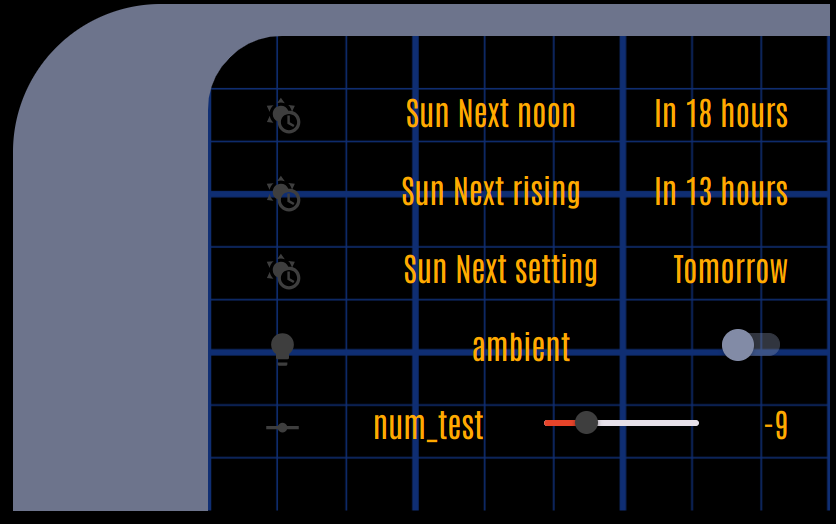 Sun Next noon In 18 hours
Sun Next rising In 13 hours
Sun Next setting Tomorrow
ambient
num_test -9